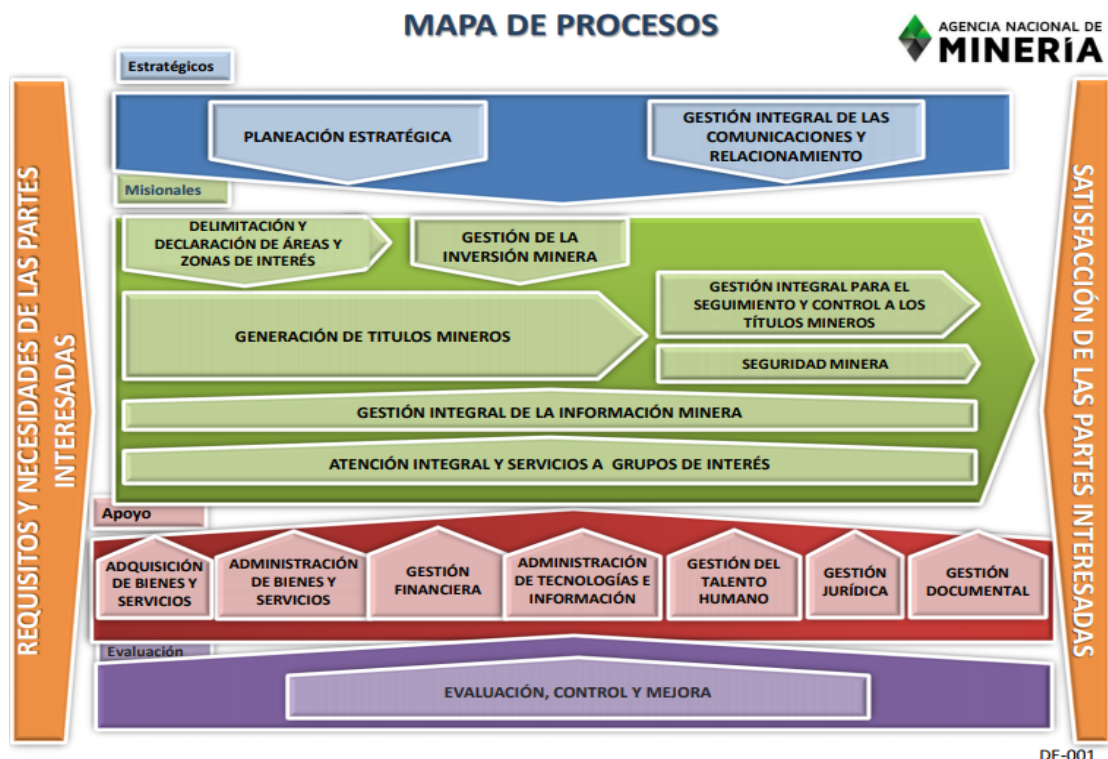 MAPA DE PROCESOS
AGENCIA NACIONAL DE
MINERÍA
Estratégicos
PLANEACIÓN ESTRATÉGICA
GESTIÓN INTEGRAL DE LAS
COMUNICACIONES Y
RELACIONAMIENTO
REQUISITOS Y NECESIDADES DE LAS PARTES
INTERESADAS
Misionales
DELIMITACIÓN Y
DECLARACIÓN DE ÁREAS Y
ZONAS DE INTERÉS
GESTIÓN DE LA
INVERSIÓN MINERA
GENERACIÓN DE TITULOS MINEROS
GESTIÓN INTEGRAL PARA EL
SEGUIMIENTO Y CONTROL A LOS
TÍTULOS MINEROS
SEGURIDAD MINERA
GESTIÓN INTEGRAL DE LA INFORMACIÓN MINERA
ATENCIÓN INTEGRAL Y SERVICIOS A GRUPOS DE INTERÉS
SATISFACCIÓN DE LAS PARTES INTERESADAS
Apoyo
ADQUISICIÓN
DE BIENES Y
SERVICIOS
ADMINISTRACIÓN
DE BIENES Y
SERVICIOS
GESTIÓN
FINANCIERA
ADMINISTRACIÓN
DE TECNOLOGÍAS E
INFORMACIÓN
GESTIÓN DEL
TALENTO
HUMANO
GESTIÓN
JURÍDICA
GESTIÓN
DOCUMENTAL
Evaluación
EVALUACIÓN, CONTROL Y MEJORA
DE-001